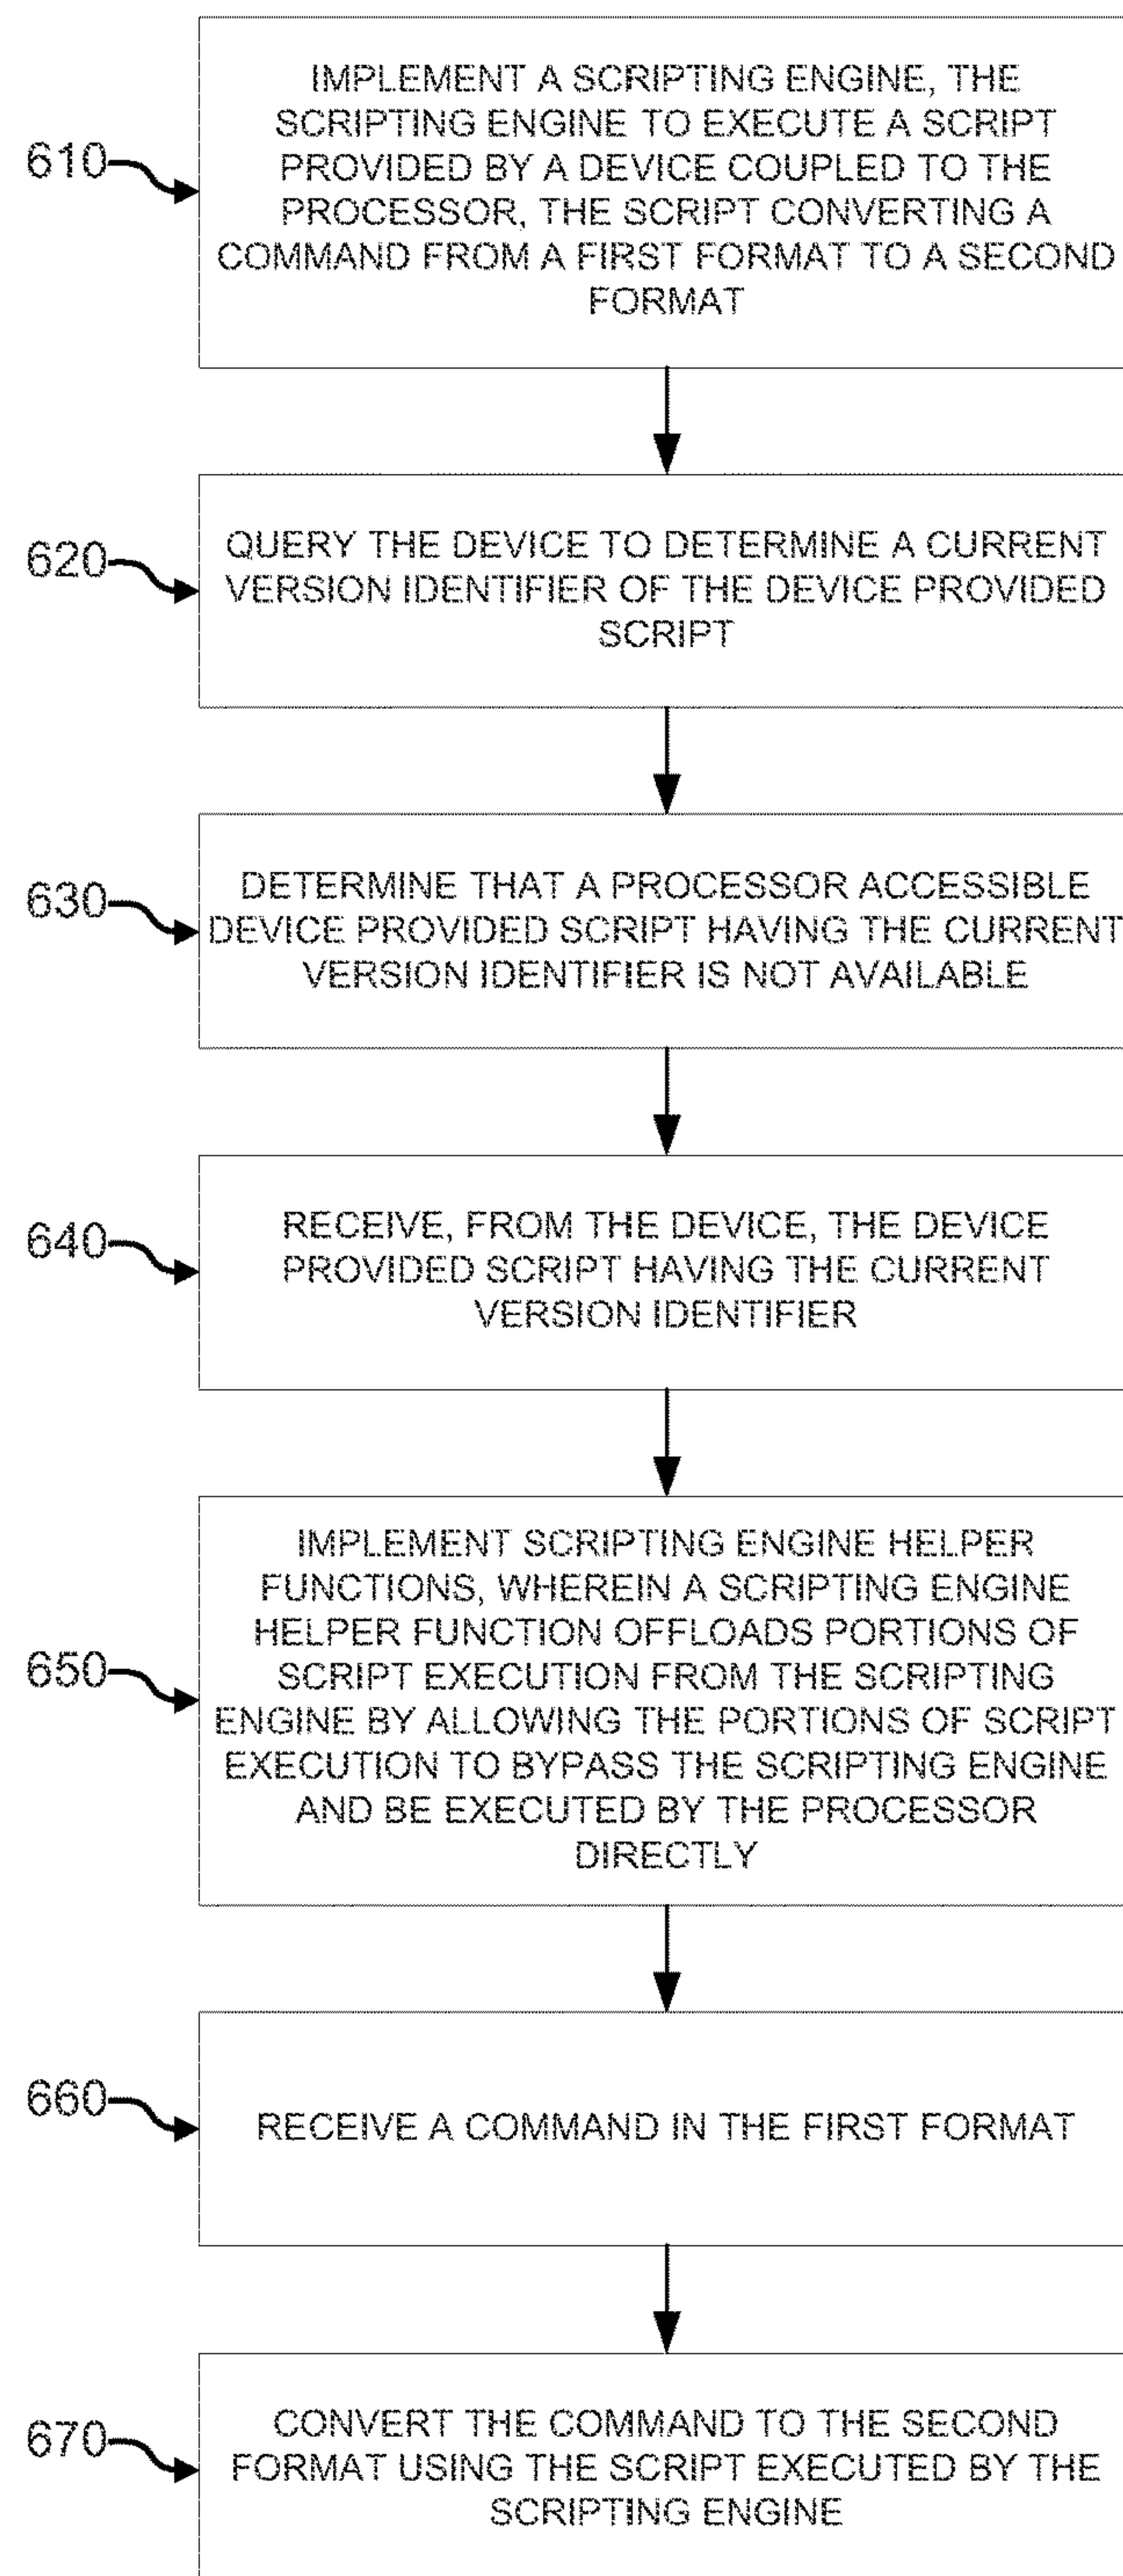 IMPLEMENT A SCRIPTING ENGINE, THE
SCRIPTING ENGINE TO EXECUTE A SCRIPT
610
PROVIDED BY A DEVICE COUPLED TO THE
PROCESSOR, THE SCRIPT CONVERTING A
COMMAND FROM A FIRST FORMAT TO A SECOND
FORMAT
620
QUERY THE DEVICE TO DETERMINE A CURRENT
VERSION IDENTIFIER OF THE DEVICE PROVIDED
SCRIPT
630
DETERMINE THAT A PROCESSOR ACCESSIBLE
DEVICE PROVIDED SCRIPT HAVING THE CURRENT
VERSION IDENTIFIER IS NOT AVAILABLE
640
RECEIVE, FROM THE DEVICE, THE DEVICE
PROVIDED SCRIPT HAVING THE CURRENT
VERSION IDENTIFIER
IMPLEMENT SCRIPTING ENGINE HELPER
FUNCTIONS, WHEREIN A SCRIPTING ENGINE
HELPER FUNCTION OFFLOADS PORTIONS OF
650
SCRIPT EXECUTION FROM THE SCRIPTING
ENGINE BY ALLOWING THE PORTIONS OF SCRIPT
EXECUTION TO BYPASS THE SCRIPTING ENGINE
AND BE EXECUTED BY THE PROCESSOR
DIRECTLY
660
RECEIVE A COMMAND IN THE FIRST FORMAT
670
CONVERT THE COMMAND TO THE SECOND
FORMAT USING THE SCRIPT EXECUTED BY THE
SCRIPTING ENGINE